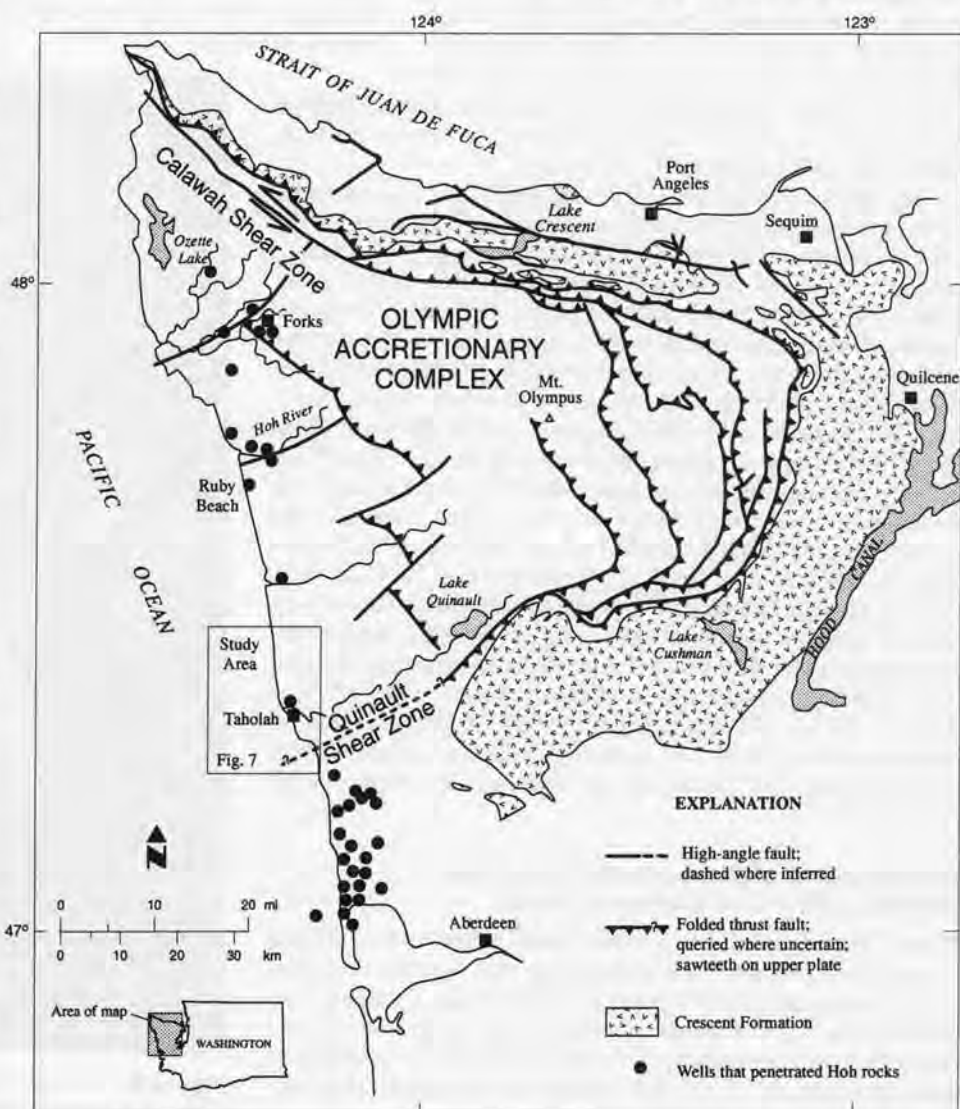 124°
123°
STRAIT OF JUAN DE FUCA
Port
Angeles
Lake
Crescent
Sequim
Calawah Shear Zone
Ozette
Lake
48°
Forks
OLYMPIC
ACCRETIONARY
COMPLEX
Mt.
Olympus
Quilcene
Hoh River
PACIFIC
OCEAN
Ruby
Beach
Lake
Quinault
Lake
Cushman
HOOD
CANAL
Study
Area
Taholah
Fig. 7
Quinault
Shear Zone
?
N
EXPLANATION
High-angle fault;
dashed where inferred
Folded thrust fault;
queried where uncertain;
sawteeth on upper plate
?
Crescent Formation
Wells that penetrated Hoh rocks
0 10 20 mi
0 10 20 30 km
47°
Aberdeen
Area of map
WASHINGTON